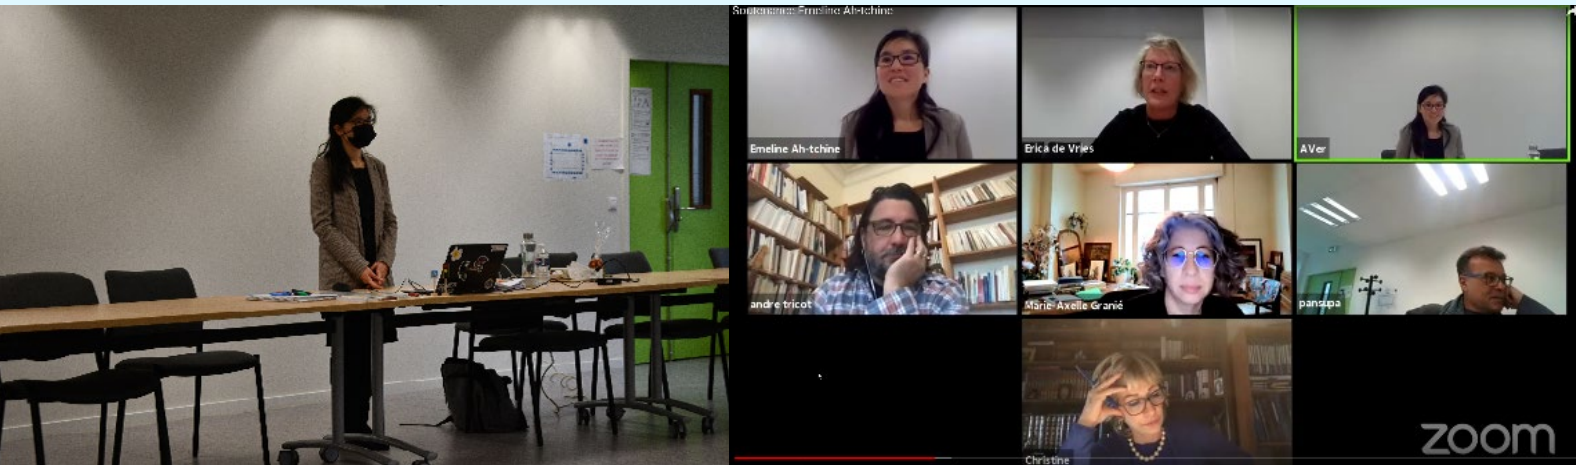 Soutenance Emeline Ah-tchine
Emeline Ah-tchine
Erica de Vries
AVer
andre tricot
Marie-Axelle Granié
pansupa
Christine
zoom